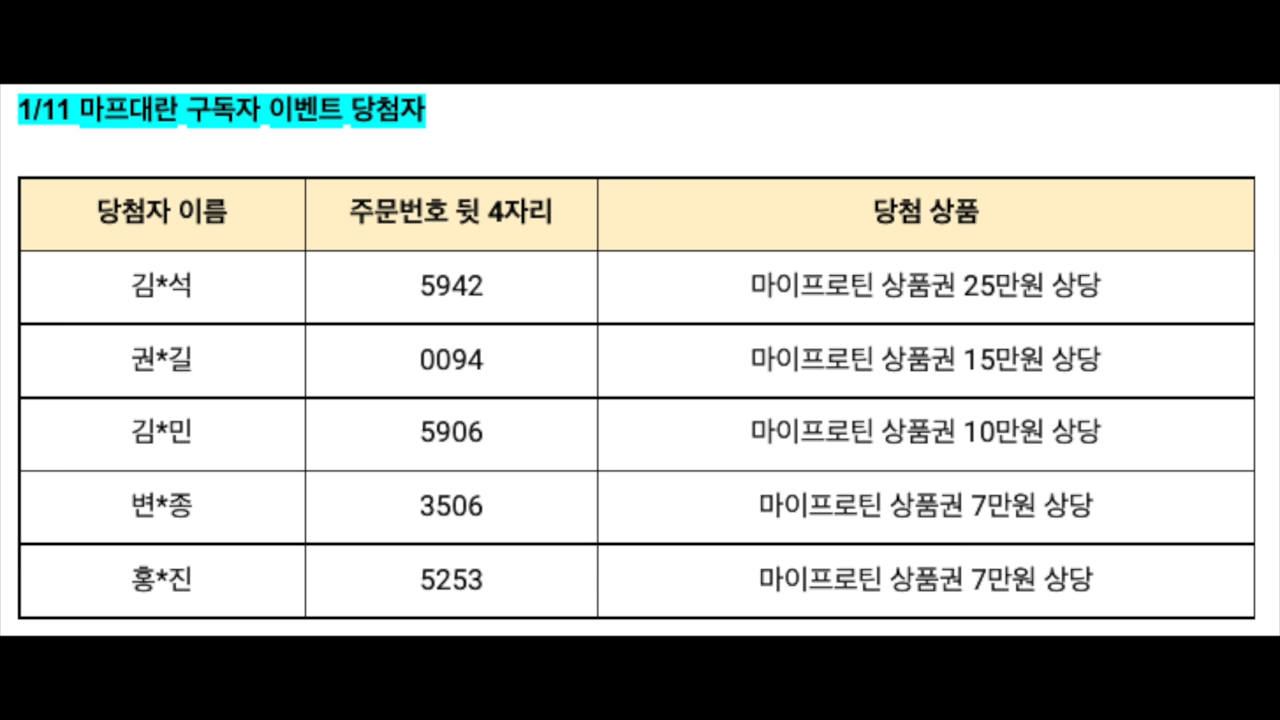 1/11 마프대란 구독자 이벤트 당첨자
당첨자 이름 주문번호 뒷 4자리 당첨 상품
김*석 5942 마이프로틴 상품권 25만원 상당
권*길 0094 마이프로틴 상품권 15만원 상당
김*민 5906 마이프로틴 상품권 10만원 상당
변*종 3506 마이프로틴 상품권 7만원 상당
홍*진 5253 마이프로틴 상품권 7만원 상당